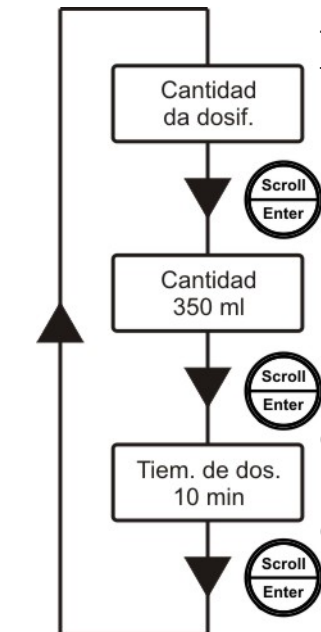 Cantidad
da dosif.
Scroll
Enter
Cantidad
350 ml
Scroll
Enter
Tiem. de dos.
10 min
Scroll
Enter